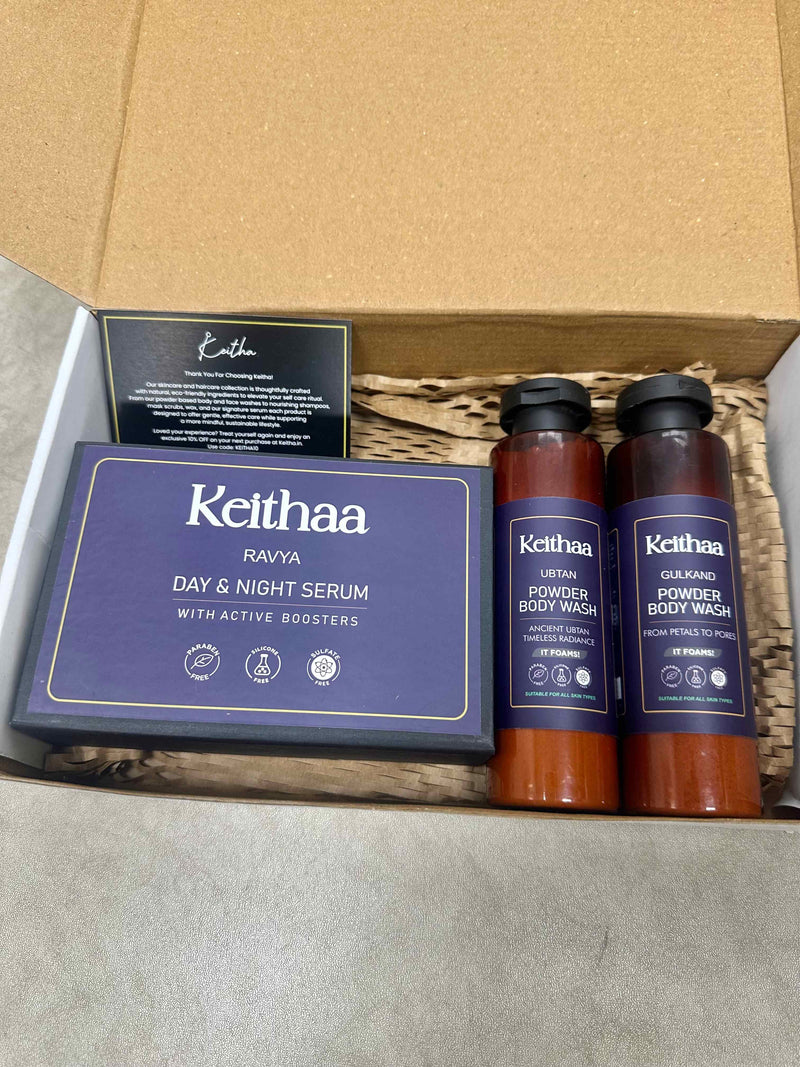 Keitha
Thank You For Choosing Keitha!
Our skincare and haircare collection is thoughtfully crafted
with natural, eco-friendly ingredients to elevate your self care ritual.
From our powder based body and face washes to nourishing shampoos,
mask scrubs, wax, and our signature serum each product is
designed to offer gentle, effective care while supporting
a more mindful, sustainable lifestyle.
Loved your experience? Treat yourself again and enjoy an
exclusive 10% OFF on your next purchase at Keitha.in.
Use code: KEITHA10
Keithaa
RAVYA
DAY & NIGHT SERUM
WITH ACTIVE BOOSTERS
PARABEN
FREE
SILICONE
FREE
SULFATE
FREE
Keithaa
UBTAN
POWDER
BODY WASH
ANCIENT UBTAN
TIMELESS RADIANCE
IT FOAMS!
SUITABLE FOR ALL SKIN TYPES
Keithaa
GULKAND
POWDER
BODY WASH
FROM PETALS TO PORES
IT FOAMS!
SUITABLE FOR ALL SKIN TYPES